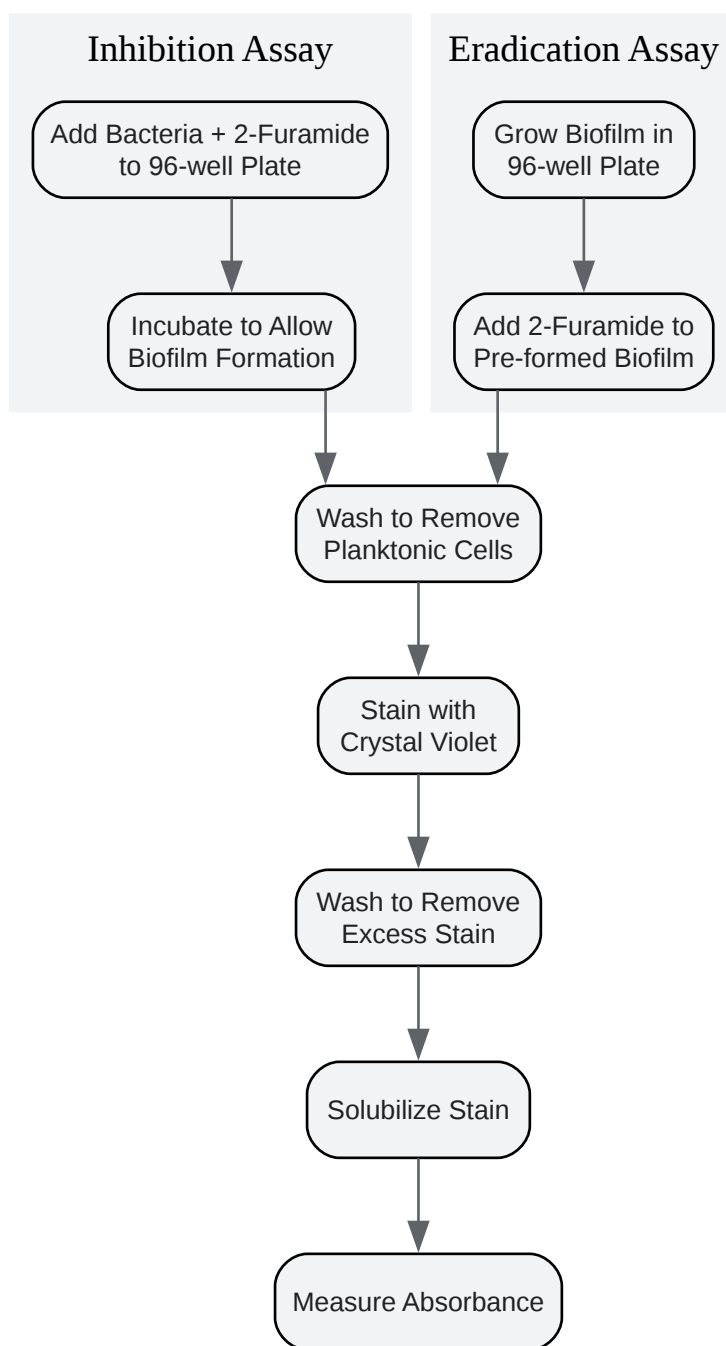 Inhibition Assay
Add Bacteria + 2-Furamide
to 96-well Plate
Incubate to Allow
Biofilm Formation
Eradication Assay
Grow Biofilm in
96-well Plate
Add 2-Furamide to
Pre-formed Biofilm
Wash to Remove
Planktonic Cells
Stain with
Crystal Violet
Wash to Remove
Excess Stain
Solubilize Stain
Measure Absorbance